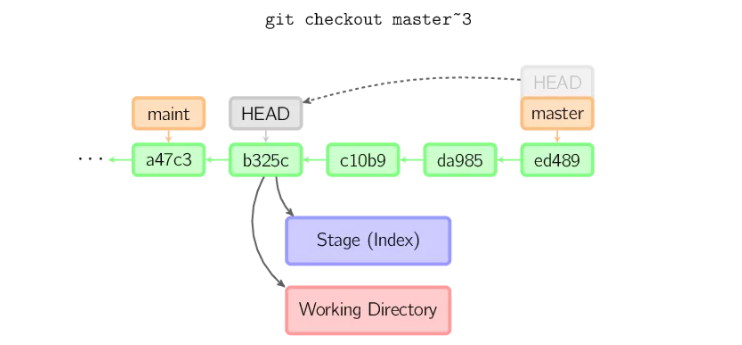 git checkout master~3
HEAD
maint HEAD master
... a47c3 b325c c10b9 da985 ed489
Stage (Index)
Working Directory